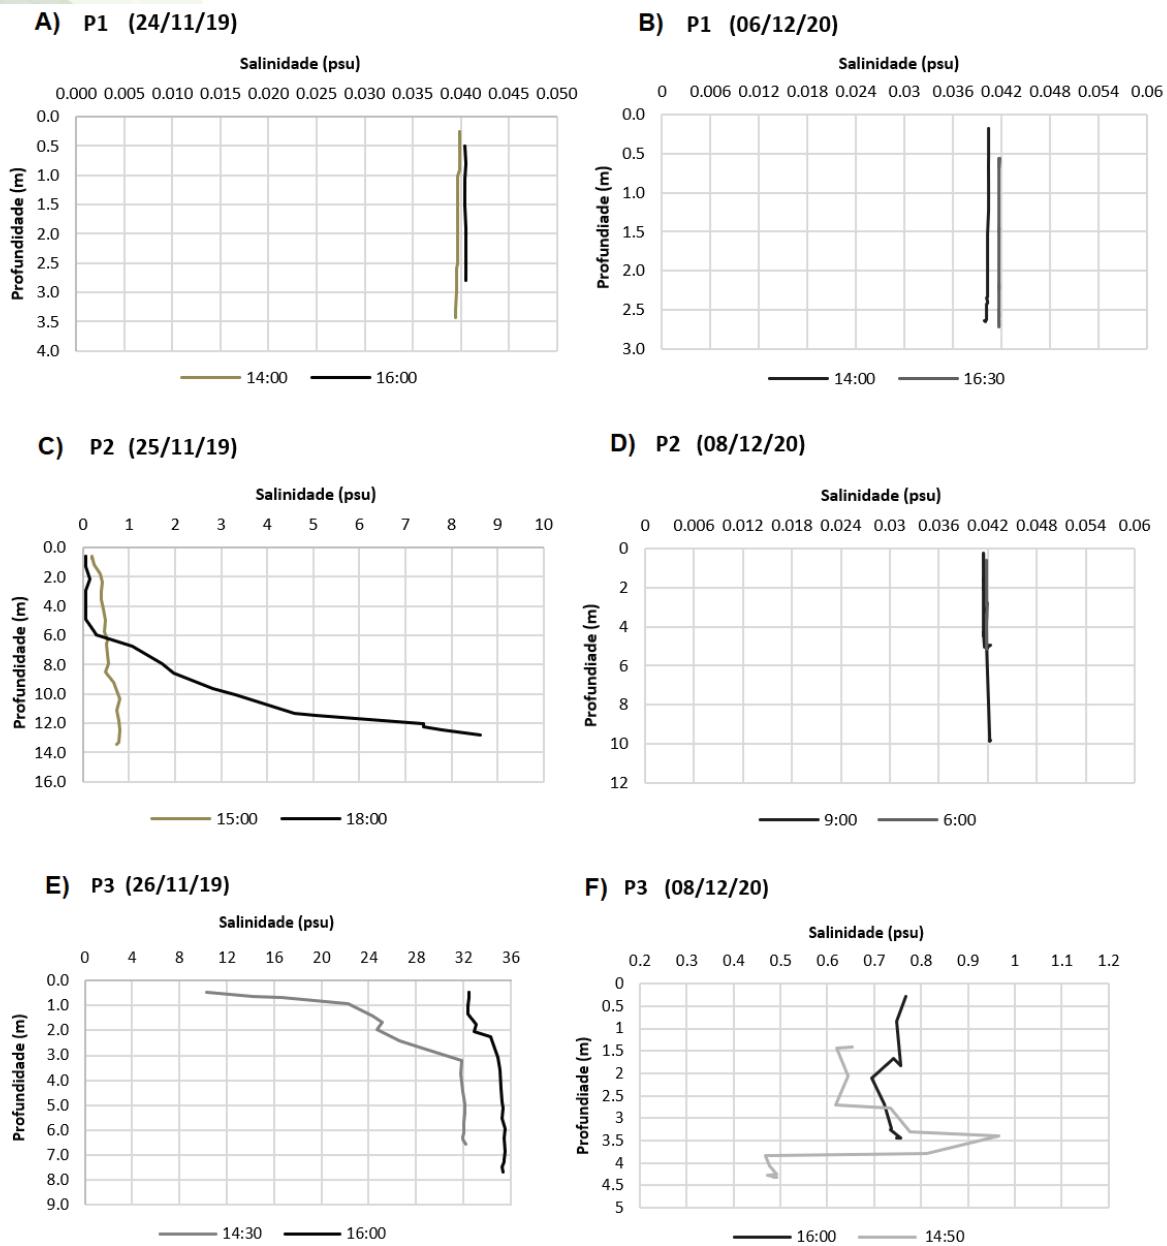 A) P1 (24/11/19)
Salinidade (psu)
0.000 0.005 0.010 0.015 0.020 0.025 0.030 0.035 0.040 0.045 0.050
Profundidade (m)
0.0
0.5
1.0
1.5
2.0
2.5
3.0
3.5
4.0
14:00 16:00
B) P1 (06/12/20)
Salinidade (psu)
0 0.006 0.012 0.018 0.024 0.03 0.036 0.042 0.048 0.054 0.06
Profundiade (m)
0.0
0.5
1.0
1.5
2.0
2.5
3.0
14:00 16:30
C) P2 (25/11/19)
Salinidade (psu)
0 1 2 3 4 5 6 7 8 9 10
Profundidade (m)
0.0
2.0
4.0
6.0
8.0
10.0
12.0
14.0
16.0
15:00 18:00
D) P2 (08/12/20)
Salinidade (psu)
0 0.006 0.012 0.018 0.024 0.03 0.036 0.042 0.048 0.054 0.06
Profundiade (m)
0
2
4
6
8
10
12
9:00 6:00
E) P3 (26/11/19)
Salinidade (psu)
0 4 8 12 16 20 24 28 32 36
Profundidade (m)
0.0
1.0
2.0
3.0
4.0
5.0
6.0
7.0
8.0
9.0
14:30 16:00
F) P3 (08/12/20)
Salinidade (psu)
0.2 0.3 0.4 0.5 0.6 0.7 0.8 0.9 1 1.1 1.2
Profundiade (m)
0
0.5
1
1.5
2
2.5
3
3.5
4
4.5
5
16:00 14:50